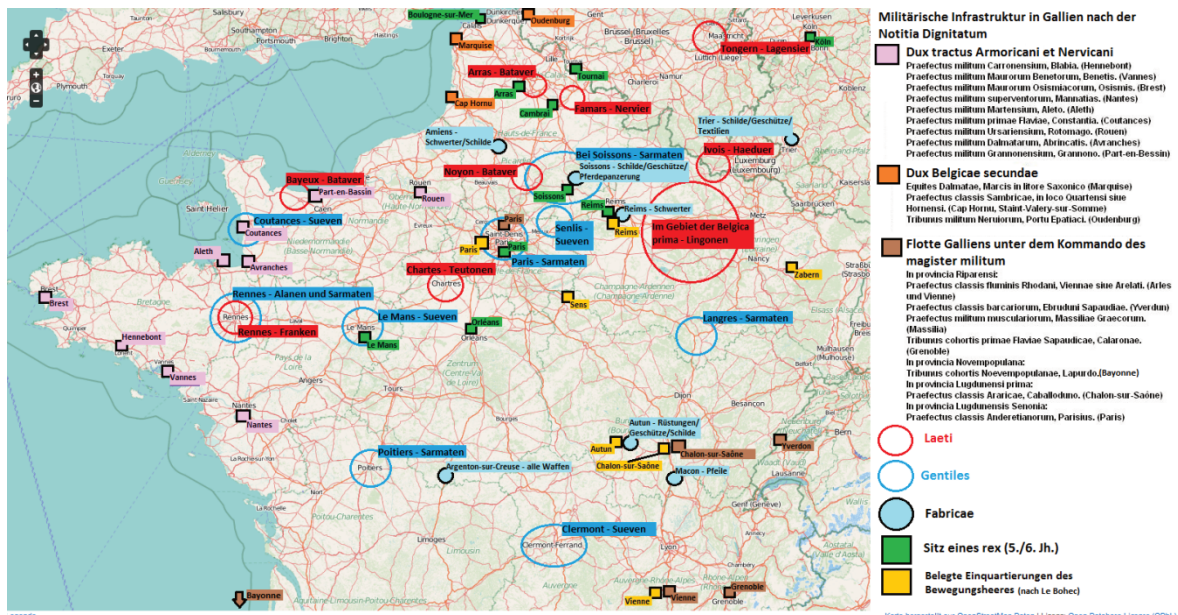 Militärische Infrastruktur in Gallien nach der
Notitia Dignitatum
Dux tractus Armoricani et Nervicani
Praefectus militum Carronensium, Blabia. (Hennebont)
Praefectus militum Maurorum Benetorum, Benetis. (Vannes)
Praefectus militum Maurorum Osismiacorum, Osismis. (Brest)
Praefectus militum superventorum, Mannatias. (Nantes)
Praefectus militum Martensium, Aleto. (Aleth)
Praefectus militum primae Flaviae, Constantia. (Coutances)
Praefectus militum Ursariensium, Rotomago. (Rouen)
Praefectus militum Dalmatarum, Abrincatis. (Avranches)
Praefectus militum Grannonensium, Grannono. (Part-en-Bessin)
Dux Belgicae secundae
Equites Dalmatae, Marcis in litore Saxonico (Marquise)
Praefectus classis Sambricae, in loco Quartensi siue
Hornensi. (Cap Hornu, Staint-Valery-sur-Somme)
Tribunus militum Neruiorum, Portu Epatiaci. (Oudenburg)
Flotte Galliens unter dem Kommando des
magister militum
In provincia Riparensi:
Praefectus classis fluminis Rhodani, Viennae siue Arelati. (Arles
und Vienne)
Praefectus classis barcariorum, Ebruduni Sapaudiae. (Yverdun)
Praefectus militum musculariorum, Massiliae Graecorum.
(Massilia)
Tribunus cohortis primae Flaviae Sapaudicae, Calaronae.
(Grenoble)
In provincia Novempopulana:
Tribunus cohortis Noevempopulanae, Lapurdo.(Bayonne)
In provincia Lugdunensi prima:
Praefectus classis Araricae, Caballoduno. (Chalon-sur-Saóne)
In provincia Lugdunensis Senonia:
Praefectus classis Anderetianorum, Parisius. (Paris)
Laeti
Gentiles
Fabricae
Sitz eines rex (5./6. Jh.)
Belegte Einquartierungen des
Bewegungsheeres (nach Le Bohec)
Boulogne-sur-Mer
Oudenburg
Marquise
Tongern - Lagensier
Köln
Tournai
Arras - Bataver
Arras
Cambrai
Famars - Nervier
Cap Hornu
Amiens -
Schwerter/Schilde
Trier - Schilde/Geschütze/
Textilien
Ivois - Haeduer
Bei Soissons - Sarmaten
Soissons - Schilde/Geschütze/
Pferdepanzerung
Noyon - Bataver
Soissons
Bayeux - Bataver
Part-en-Bassin
Rouen
Reims
Reims - Schwerter
Reims
Coutances - Sueven
Coutances
Paris
Senlis -
Sueven
Im Gebiet der Belgica
prima - Lingonen
Paris
Paris
Paris - Sarmaten
Aleth
Avranches
Chartes - Teutonen
Chartres
Zabern
Brest
Rennes - Alanen und Sarmaten
Rennes
Rennes - Franken
Le Mans - Sueven
Le Mans
Le Mans
Sens
Orléans
Langres - Sarmaten
Hennebont
Vannes
Nantes
Autun - Rüstungen/
Geschütze/Schilde
Autun
Chalon-sur-Saône
Chalon-sur-Saône
Yverdon
Poitiers - Sarmaten
Poitiers
Argenton-sur-Creuse - alle Waffen
Macon - Pfeile
Clermont - Sueven
Clermont-Ferrand
Bayonne
Vienne
Vienne
Grenoble